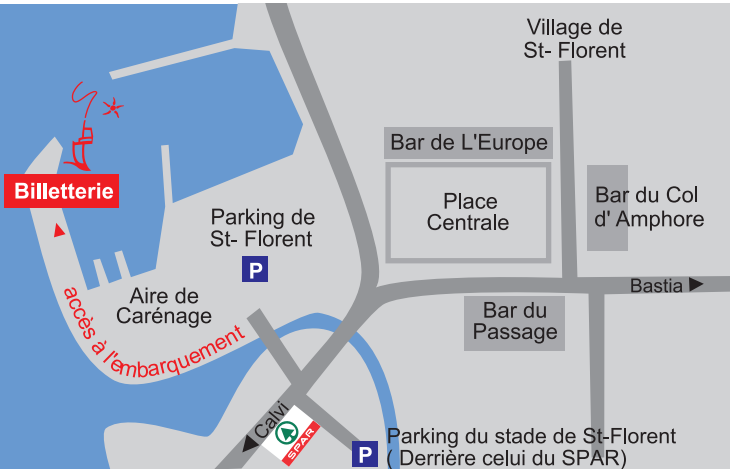 Village de
St- Florent
Bar de L'Europe
Billetterie
Place
Centrale
Bar du Col
d' Amphore
Parking de
St- Florent
P
Bastia
Aire de
Carénage
Bar du
Passage
accès à l'embarquement
Calvi
SPAR
P
Parking du stade de St-Florent
( Derrière celui du SPAR)